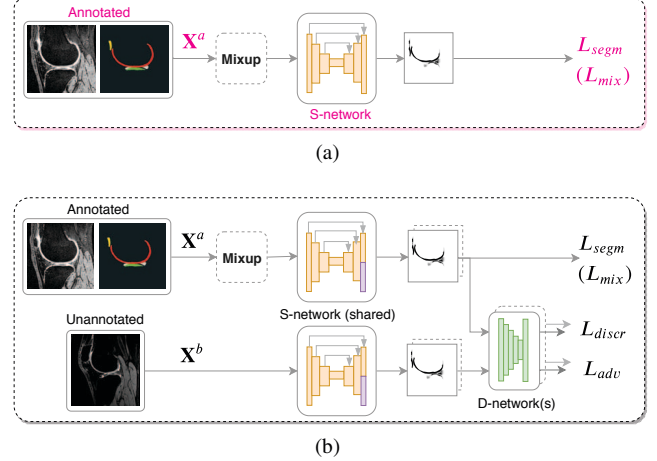 Annotated
X^a
Mixup
S-network
L_segm
(L_mix)
(a)
Annotated
X^a
Mixup
S-network (shared)
L_segm
(L_mix)
Unannotated
X^b
D-network(s)
L_discr
L_adv
(b)